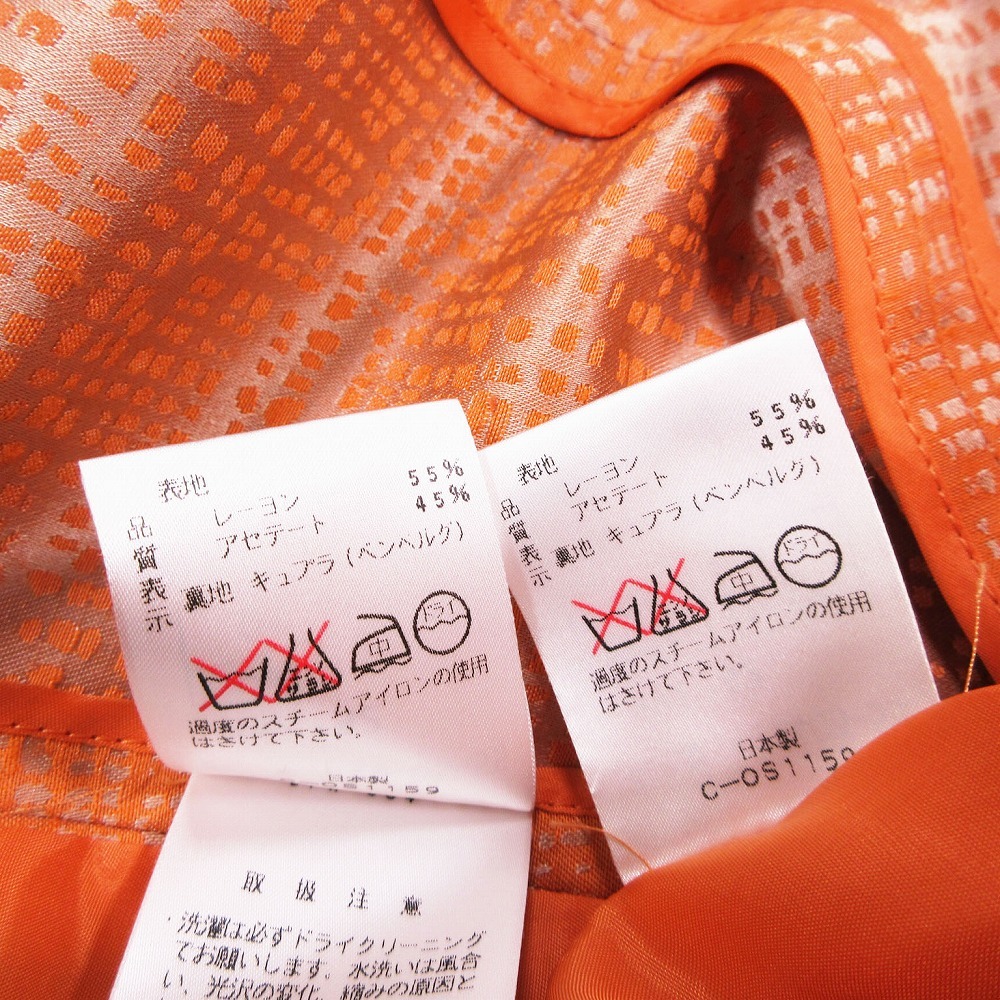 品質表示
表地
レーヨン 55%
アセテート 45%
裏地 キュプラ(ベンベルグ)
中
ドライ
過度のスチームアイロンの使用
はさけて下さい。
日本製
C-OS1159
取扱注意
・洗濯は必ずドライクリーニング
でお願いします。水洗いは風合
い、光沢の変化、縮みの原因と
品質表示
表地
レーヨン 55%
アセテート 45%
裏地 キュプラ(ベンベルグ)
エンソ サラシ
中
ドライ
過度のスチームアイロンの使用
はさけて下さい。
日本製
C-OS1159